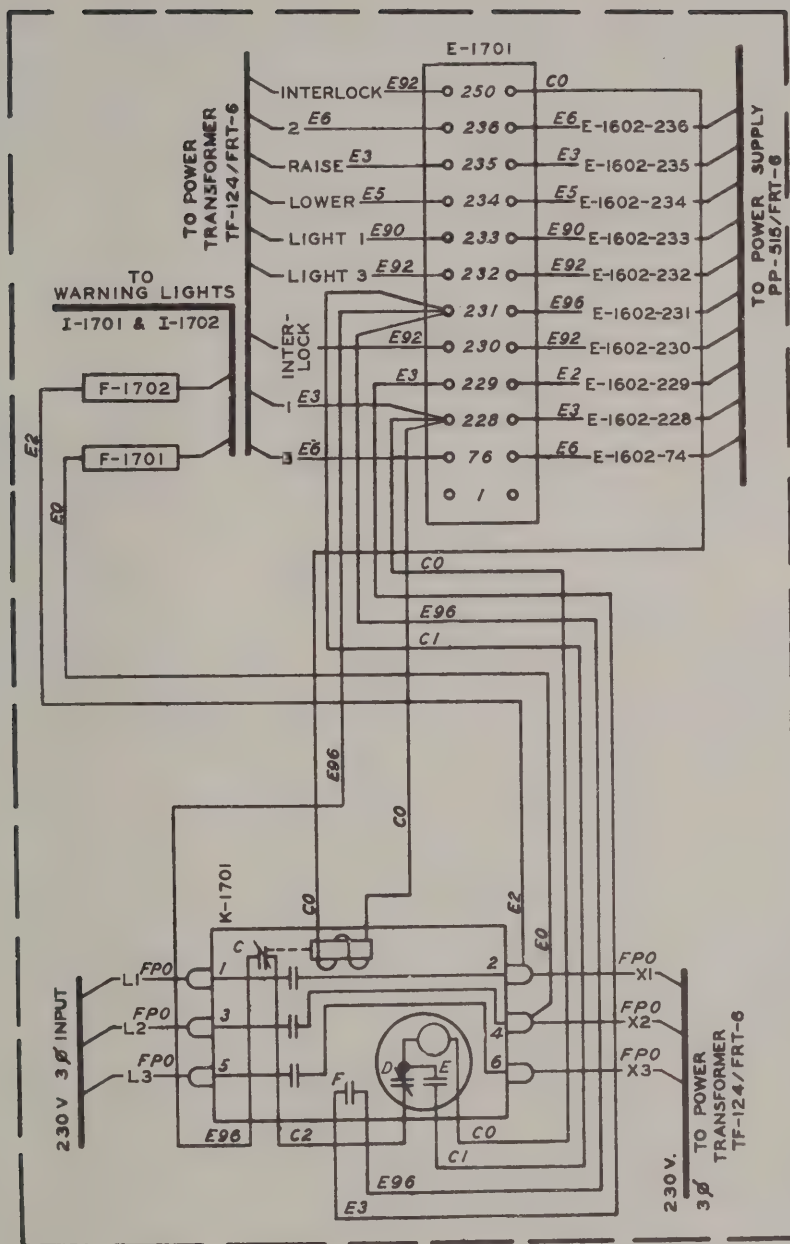 E-1701
INTERLOCK E92 250 CO
2 E6 236 E6 E-1602-236
RAISE E3 235 E3 E-1602-235
LOWER E5 234 E5 E-1602-234
LIGHT 1 E90 233 E90 E-1602-233
LIGHT 3 E92 232 E92 E-1602-232
231 E96 E-1602-231
INTER-
LOCK
E92 230 E92 E-1602-230
E3 229 E2 E-1602-229
1 E3 228 E3 E-1602-228
3 E6 76 E6 E-1602-74
1
TO POWER
TRANSFORMER
TF-124/FRT-6
TO POWER SUPPLY
PP-515/FRT-6
TO
WARNING LIGHTS
I-1701 & I-1702
F-1702
F-1701
E2
E0
CO
E96
C1
E96
CO
K-1701
CO
E2
E0
C
L1 FPO 1 2 FPO X1
L2 FPO 3 4 FPO X2
L3 FPO 5 6 FPO X3
D E
F
230 V 3Ø INPUT
E96 C2 CO
C1
E96
E3
230 V.
3Ø TO POWER
TRANSFORMER
TF-124/FRT-6